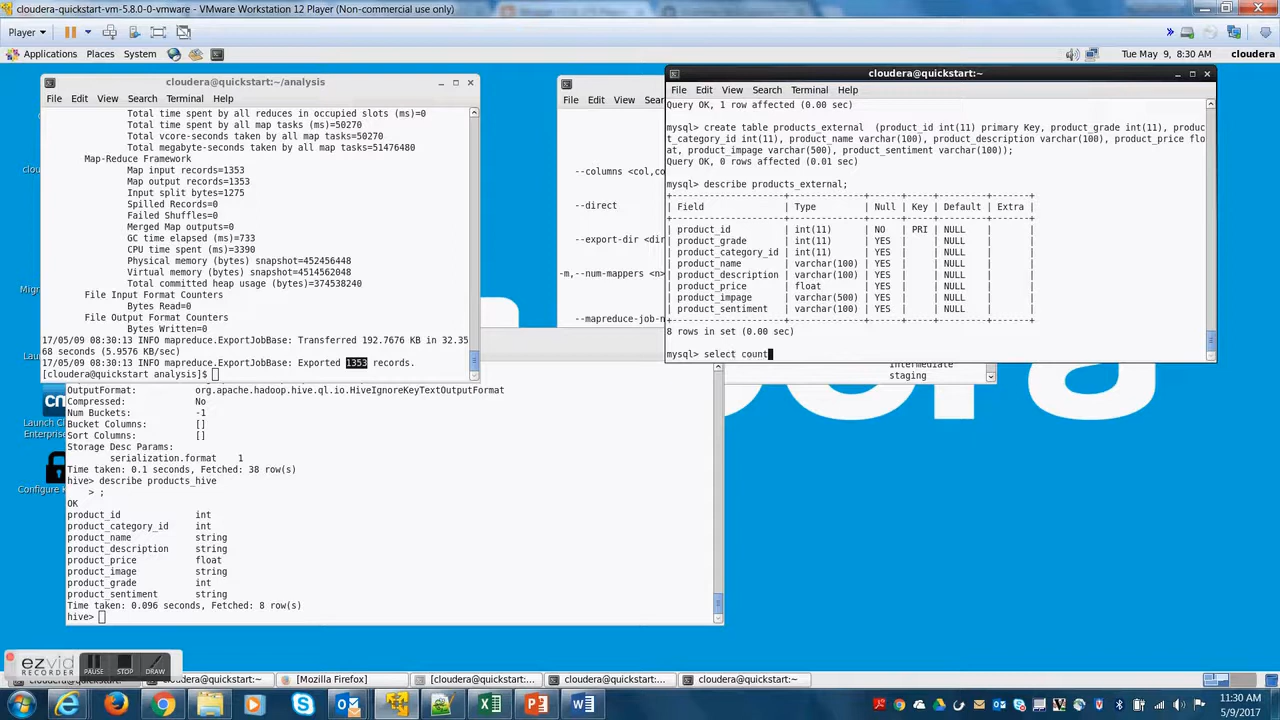 cloudera-quickstart-vm-5.8.0-0-vmware - VMware Workstation 12 Player (Non-commercial use only)
Player
Applications Places System
Tue May 9, 8:30 AM cloudera
cloudera@quickstart:~/analysis
File Edit View Search Terminal Help
Total time spent by all reduces in occupied slots (ms)=0
Total time spent by all map tasks (ms)=50270
Total vcore-seconds taken by all map tasks=50270
Total megabyte-seconds taken by all map tasks=51476480
Map-Reduce Framework
Map input records=1353
Map output records=1353
Input split bytes=1275
Spilled Records=0
Failed Shuffles=0
Merged Map outputs=0
GC time elapsed (ms)=733
CPU time spent (ms)=3390
Physical memory (bytes) snapshot=452456448
Virtual memory (bytes) snapshot=4514562048
Total committed heap usage (bytes)=374538240
File Input Format Counters
Bytes Read=0
File Output Format Counters
Bytes Written=0
17/05/09 08:30:13 INFO mapreduce.ExportJobBase: Transferred 192.7676 KB in 32.35
68 seconds (5.9576 KB/sec)
17/05/09 08:30:13 INFO mapreduce.ExportJobBase: Exported 1353 records.
[cloudera@quickstart analysis]$
File Edit View Sear
--columns <col,co
--direct
--export-dir <di
-m,--num-mappers <n>
--mapreduce-job-n
cloudera@quickstart:~
File Edit View Search Terminal Help
Query OK, 1 row affected (0.00 sec)
mysql> create table products_external  (product_id int(11) primary Key, product_grade int(11), produc
t_category_id int(11), product_name varchar(100), product_description varchar(100), product_price flo
at, product_impage varchar(500), product_sentiment varchar(100));
Query OK, 0 rows affected (0.01 sec)
mysql> describe products_external;
+---------------------+--------------+------+-----+---------+-------+
| Field               | Type         | Null | Key | Default | Extra |
+---------------------+--------------+------+-----+---------+-------+
| product_id          | int(11)      | NO   | PRI | NULL    |       |
| product_grade       | int(11)      | YES  |     | NULL    |       |
| product_category_id | int(11)      | YES  |     | NULL    |       |
| product_name        | varchar(100) | YES  |     | NULL    |       |
| product_description | varchar(100) | YES  |     | NULL    |       |
| product_price       | float        | YES  |     | NULL    |       |
| product_impage      | varchar(500) | YES  |     | NULL    |       |
| product_sentiment   | varchar(100) | YES  |     | NULL    |       |
+---------------------+--------------+------+-----+---------+-------+
8 rows in set (0.00 sec)
mysql> select count
intermediate
staging
OutputFormat: org.apache.hadoop.hive.ql.io.HiveIgnoreKeyTextOutputFormat
Compressed: No
Num Buckets: -1
Bucket Columns: []
Sort Columns: []
Storage Desc Params:
serialization.format 1
Time taken: 0.1 seconds, Fetched: 38 row(s)
hive> describe products_hive
> ;
OK
product_id int
product_category_id int
product_name string
product_description string
product_price float
product_image string
product_grade int
product_sentiment string
Time taken: 0.096 seconds, Fetched: 8 row(s)
hive>
Launch Cl
Enterprise
Configure
ezvid
RECORDER
PAUSE STOP DRAW
cloudera@quickstart:~/...
cloudera@quickstart:~
[Mozilla Firefox]
[cloudera@quickstart...
cloudera@quickstart:~...
cloudera@quickstart:~
11:30 AM
5/9/2017